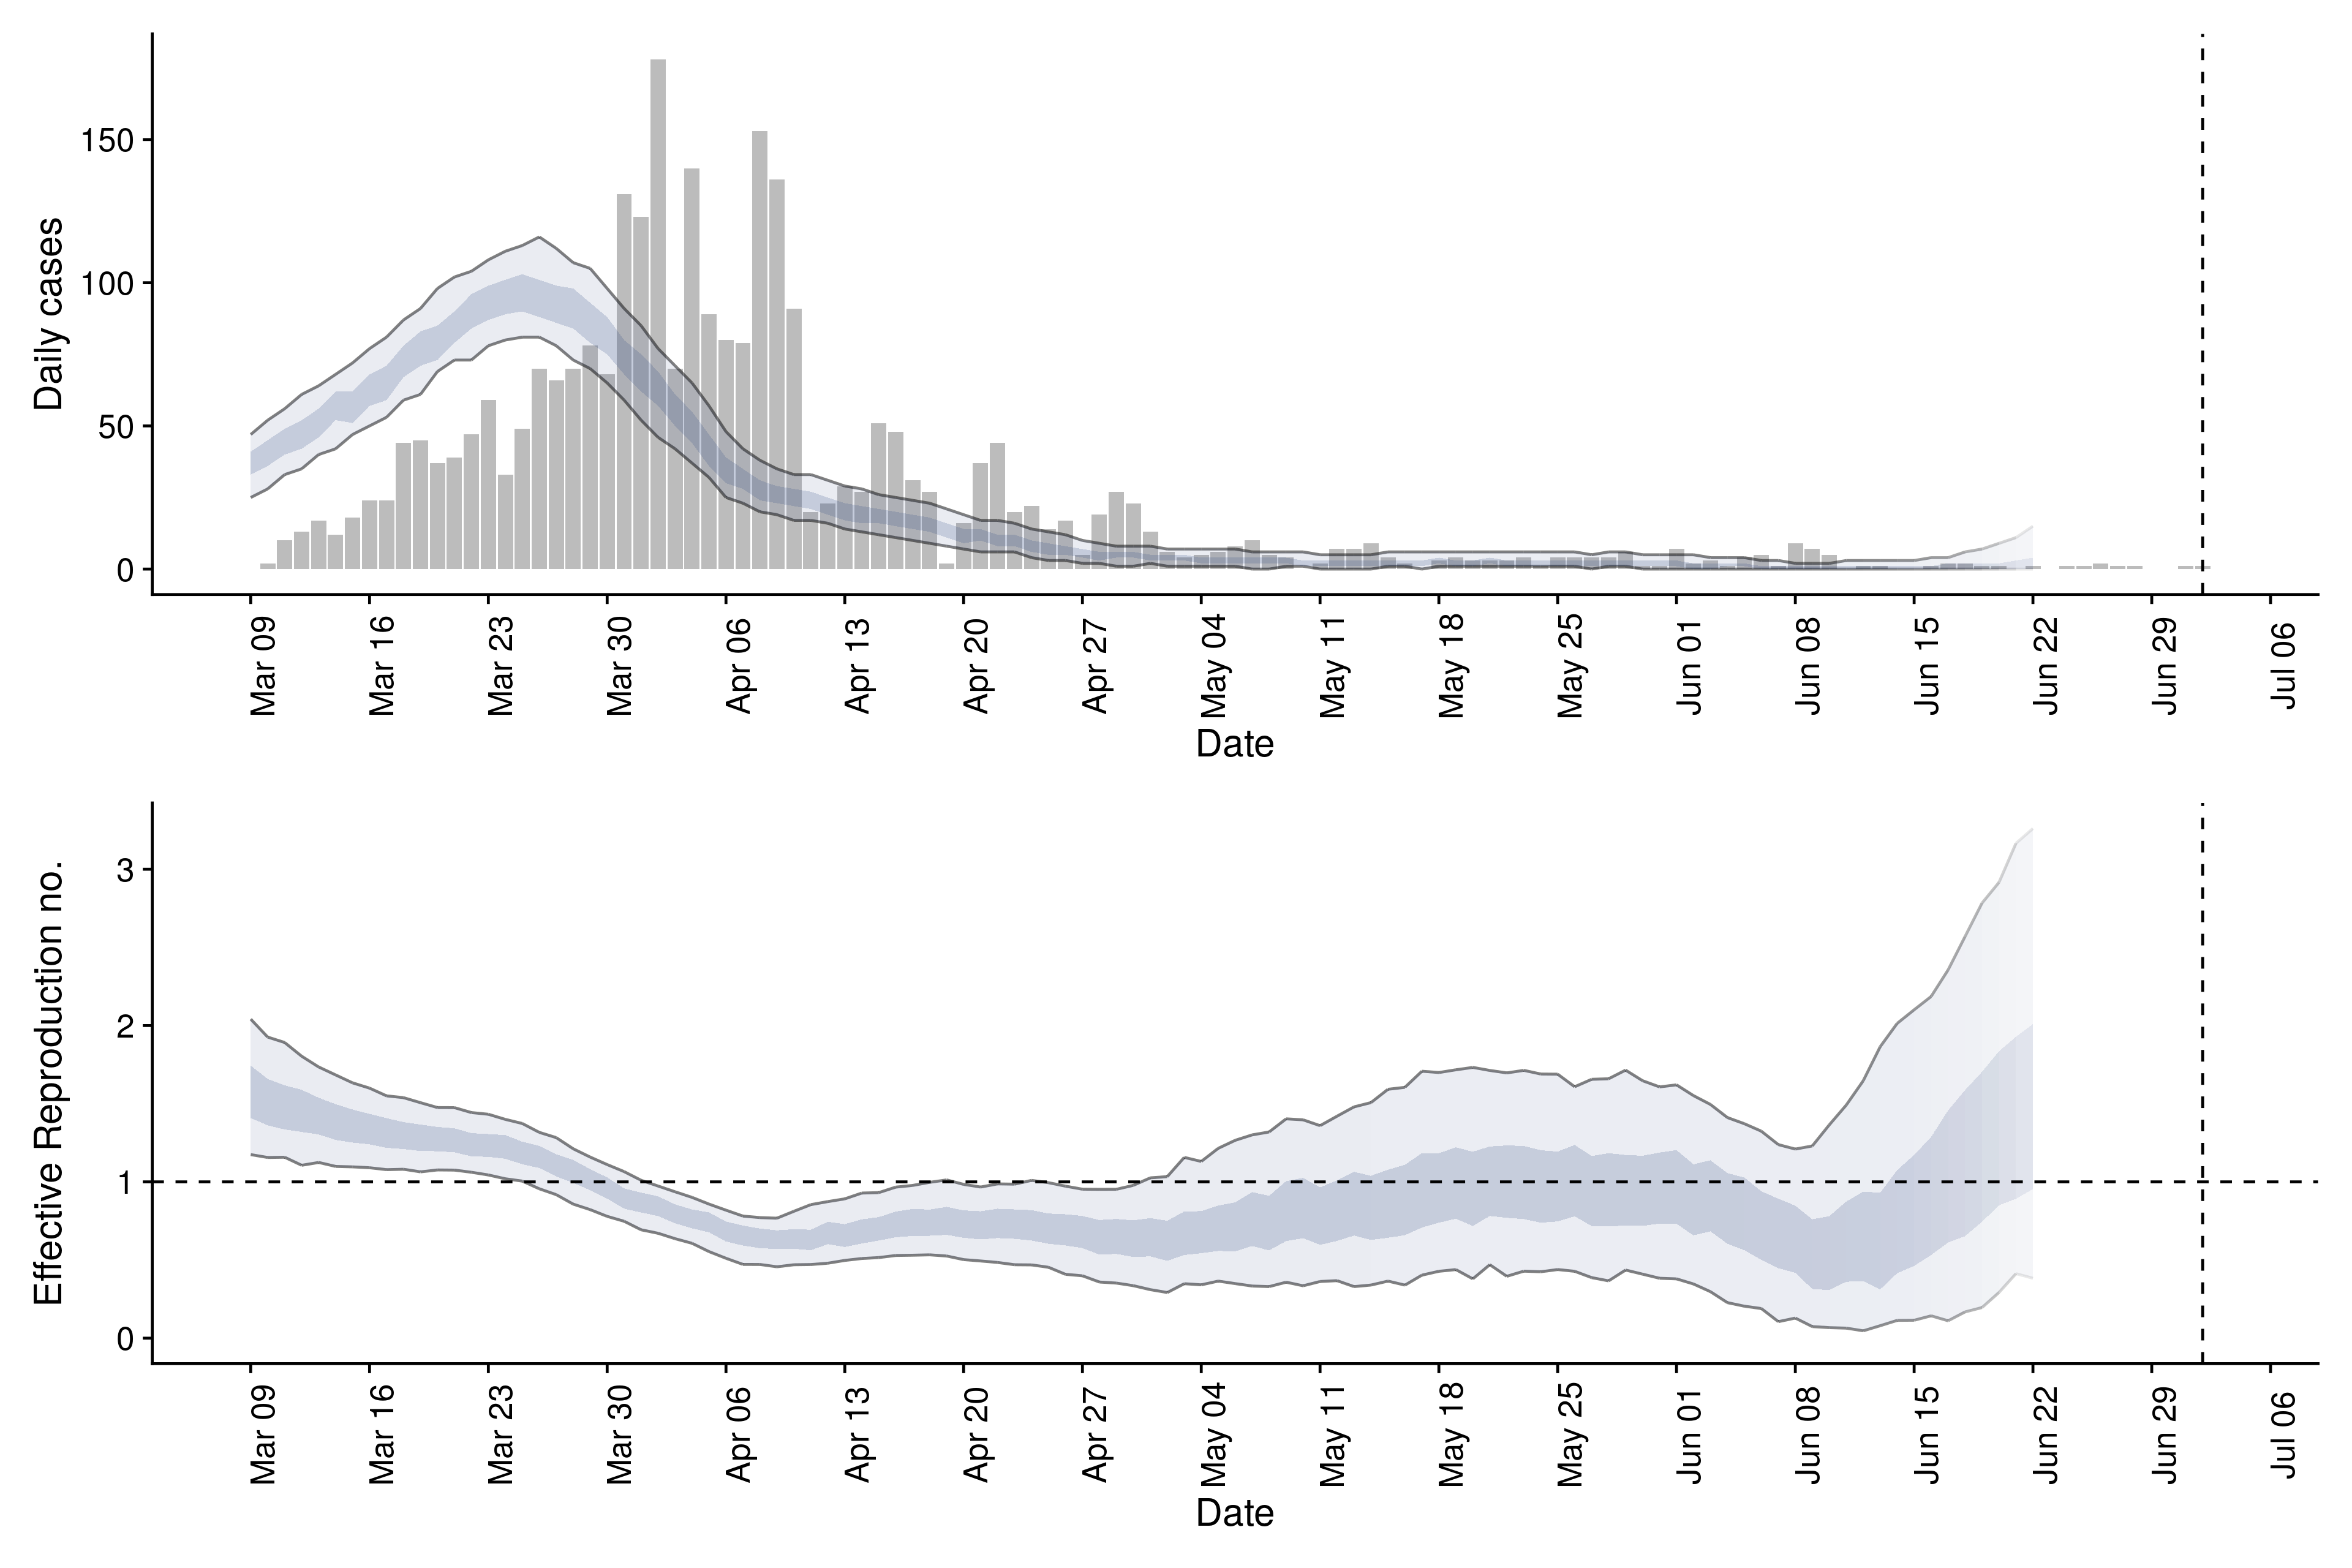 Daily cases
150
100
50
0
Mar 09
Mar 16
Mar 23
Mar 30
Apr 06
Apr 13
Apr 20
Apr 27
May 04
May 11
May 18
May 25
Jun 01
Jun 08
Jun 15
Jun 22
Jun 29
Jul 06
Date
Effective Reproduction no.
3
2
1
0
Mar 09
Mar 16
Mar 23
Mar 30
Apr 06
Apr 13
Apr 20
Apr 27
May 04
May 11
May 18
May 25
Jun 01
Jun 08
Jun 15
Jun 22
Jun 29
Jul 06
Date